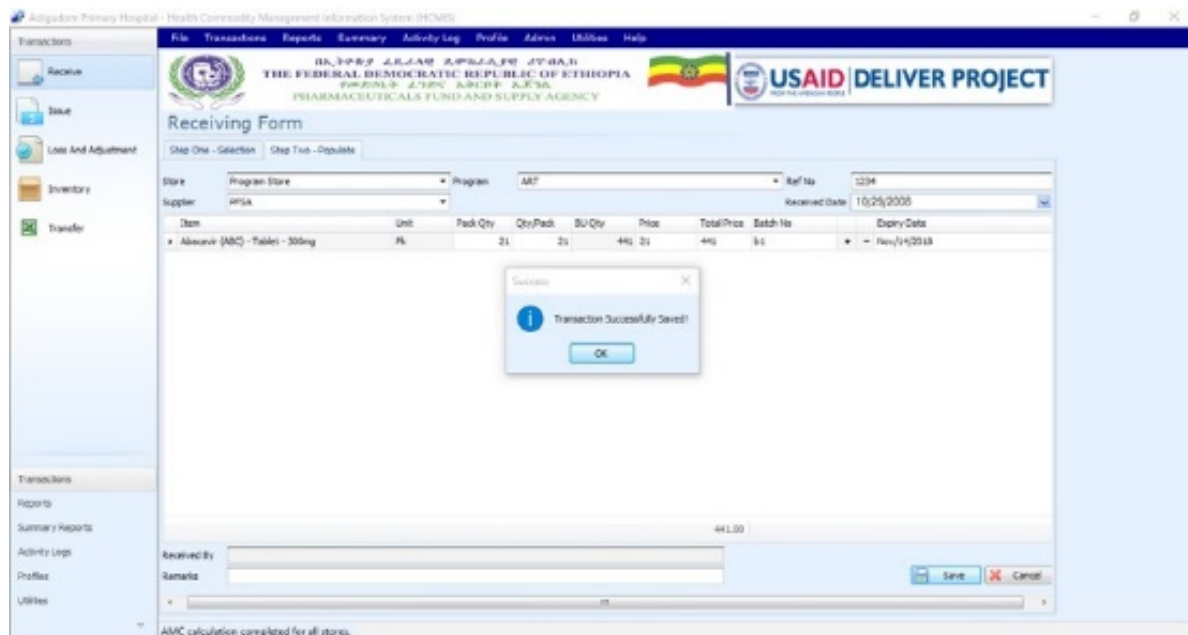 Adigudom Primary Hospital - Health Commodity Management Information System (HCMIS)
Transactions
File Transactions Reports Summary Activity Log Profile Admin Utilities Help
Receive
Issue
Loss And Adjustment
Inventory
Transfer
THE FEDERAL DEMOCRATIC REPUBLIC OF ETHIOPIA
PHARMACEUTICALS FUND AND SUPPLY AGENCY
USAID DELIVER PROJECT
FROM THE AMERICAN PEOPLE
Receiving Form
Step One - Selection Step Two - Populate
Store Program Store Program ART Ref No 1234
Supplier PFSA Received Date 10/29/2008
Item Unit Pack Qty Qty/Pack BU Qty Price Total Price Batch No Expiry Date
Abacavir (ABC) - Tablet - 300mg Pk 21 21 441 21 441 b1 + - Nov/14/2018
Success
Transaction Successfully Saved!
OK
441.00
Transactions
Reports
Summary Reports
Activity Logs
Profiles
Utilities
Received By
Remarks
Save Cancel
AMC calculation completed for all stores.